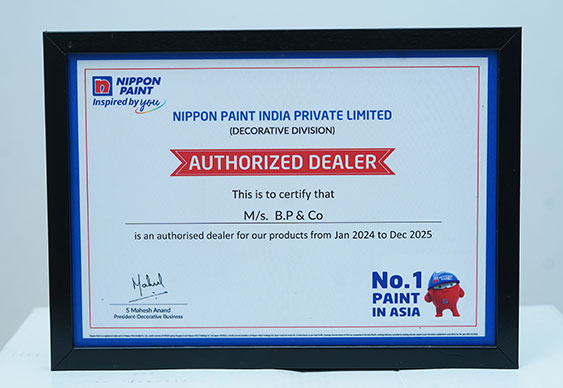 NIPPON
PAINT
Inspired by you
NIPPON PAINT INDIA PRIVATE LIMITED
(DECORATIVE DIVISION)
AUTHORIZED DEALER
This is to certify that
M/s. B.P & Co
is an authorised dealer for our products from Jan 2024 to Dec 2025
S Mahesh Anand
President-Decorative Business
No.1
PAINT
IN ASIA